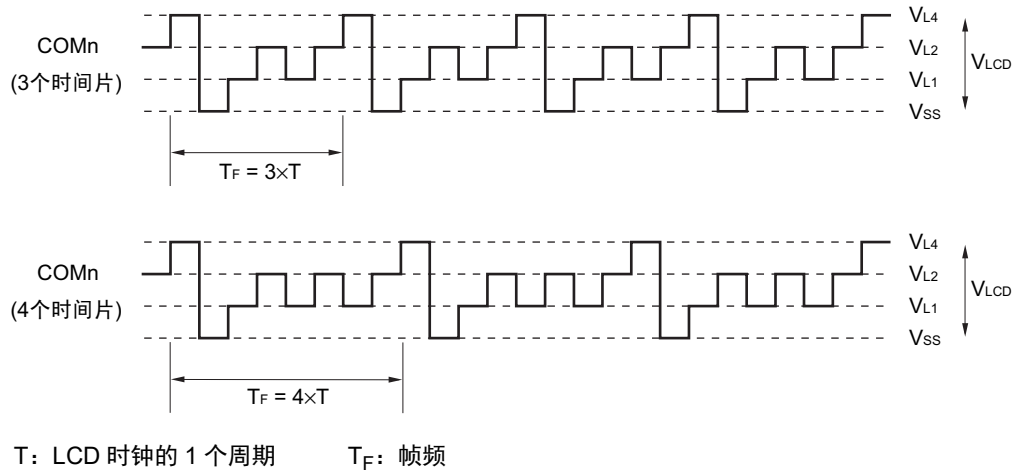 COMn
(3个时间片)
VL4
VL2
VL1
VSS
VLCD
TF = 3×T
COMn
(4个时间片)
VL4
VL2
VL1
VSS
VLCD
TF = 4×T
T：LCD 时钟的 1 个周期 TF：帧频